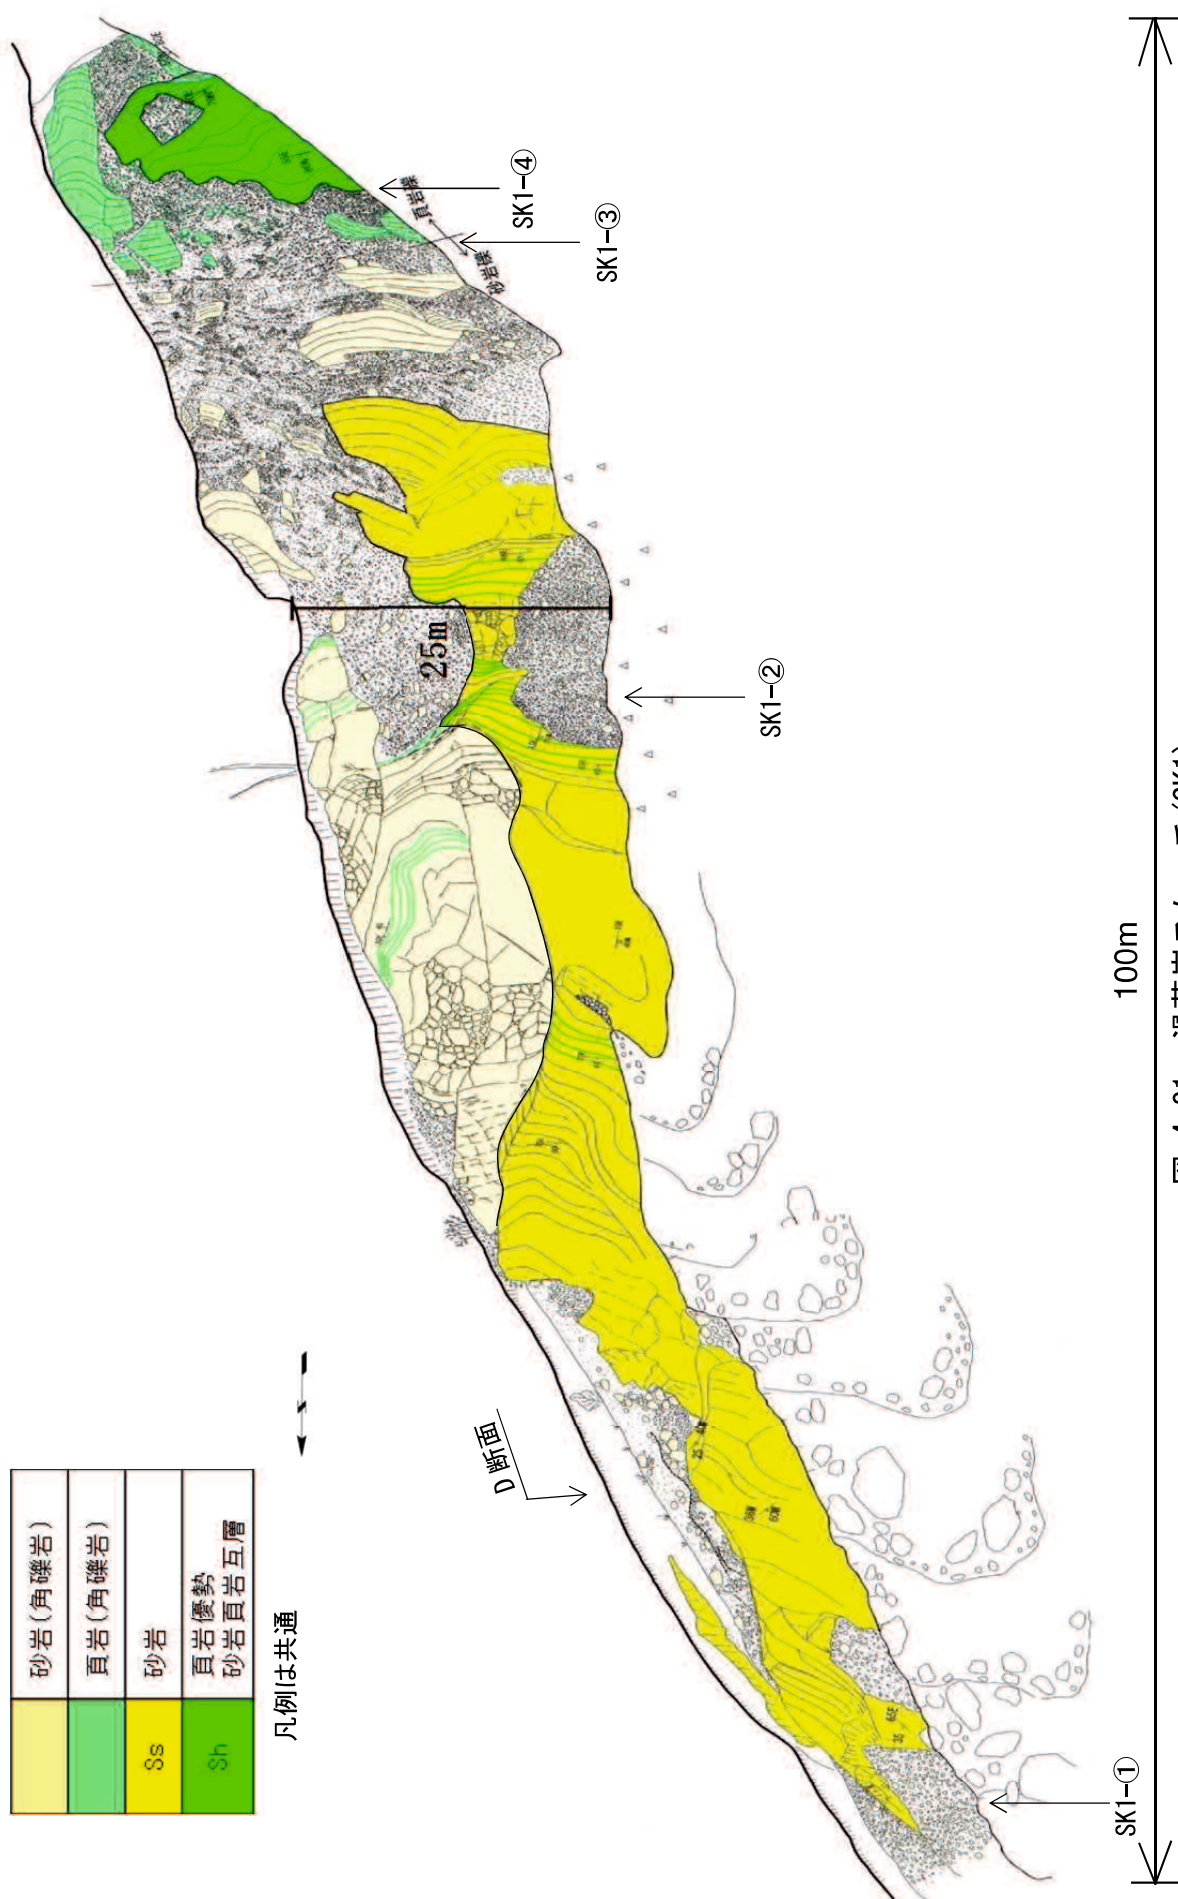 砂岩(角礫岩)
頁岩(角礫岩)
Ss 砂岩
Sh 頁岩優勢
砂岩頁岩互層
凡例は共通
D断面
25m
頁岩礫
砂岩礫
SK1-④
SK1-③
SK1-②
SK1-①
100m